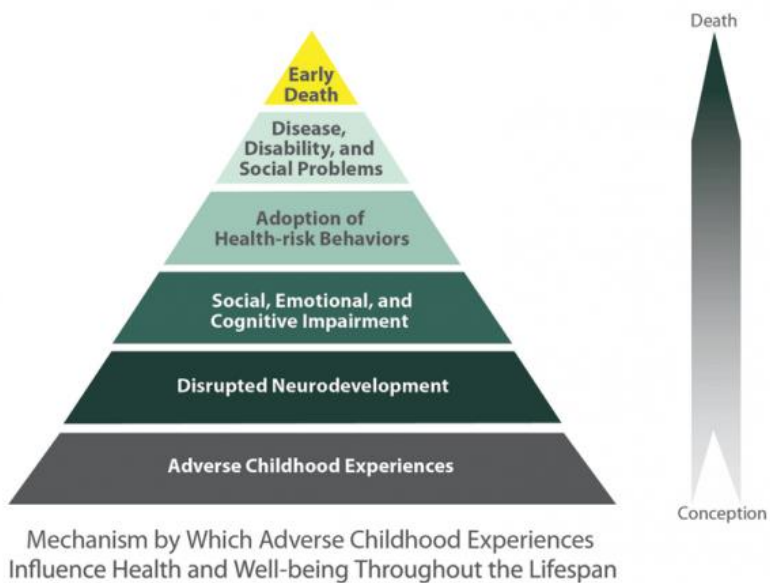 Death
Early
Death
Disease,
Disability, and
Social Problems
Adoption of
Health-risk Behaviors
Social, Emotional, and
Cognitive Impairment
Disrupted Neurodevelopment
Adverse Childhood Experiences
Conception
Mechanism by Which Adverse Childhood Experiences
Influence Health and Well-being Throughout the Lifespan